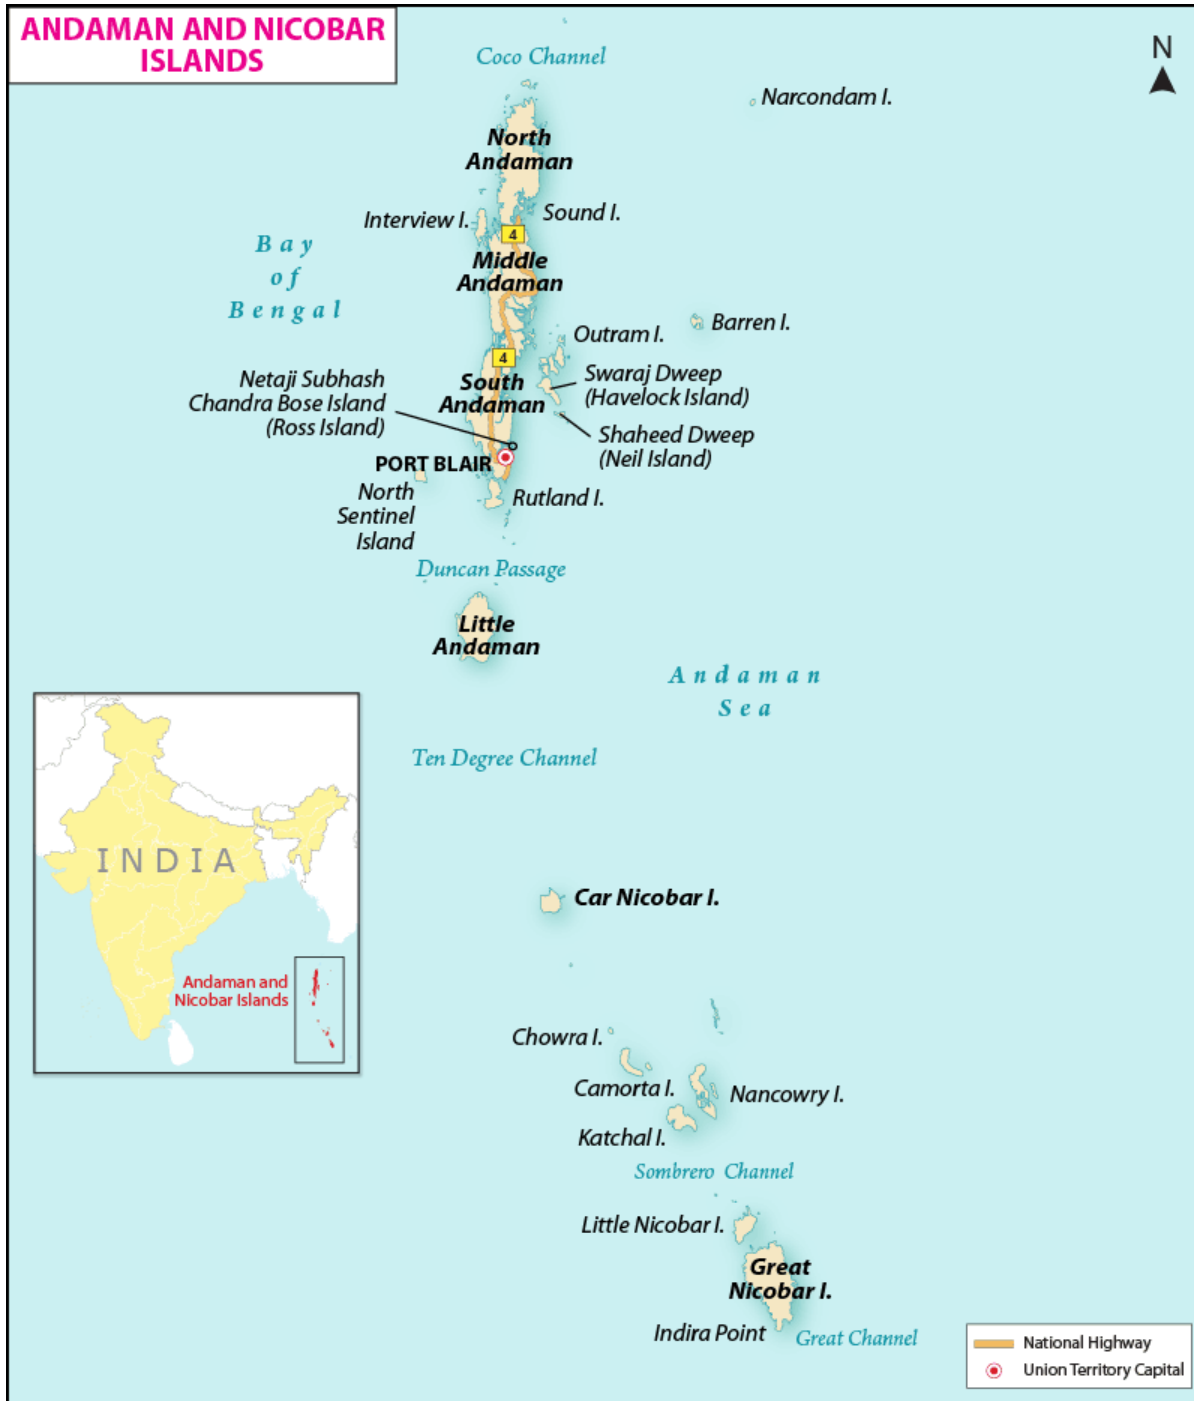 ANDAMAN AND NICOBAR
ISLANDS
N
Coco Channel
Narcondam I.
North
Andaman
Interview I.
Sound I.
4
Bay
of
Bengal
Middle
Andaman
Barren I.
Outram I.
4
Netaji Subhash
Chandra Bose Island
(Ross Island)
South
Andaman
Swaraj Dweep
(Havelock Island)
Shaheed Dweep
(Neil Island)
PORT BLAIR
North
Sentinel
Island
Rutland I.
Duncan Passage
Little
Andaman
Andaman
Sea
Ten Degree Channel
INDIA
Andaman and
Nicobar Islands
Car Nicobar I.
Chowra I.
Camorta I.
Nancowry I.
Katchal I.
Sombrero Channel
Little Nicobar I.
Great
Nicobar I.
Indira Point
Great Channel
National Highway
Union Territory Capital